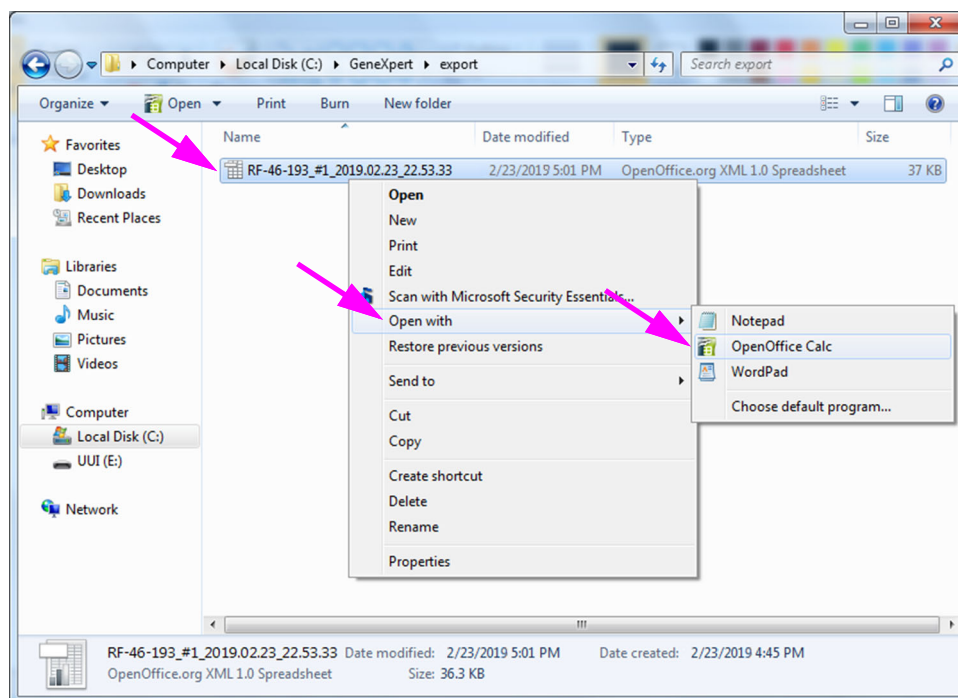 Computer ▸ Local Disk (C:) ▸ GeneXpert ▸ export
Search export
Organize Open Print Burn New folder
Favorites
Desktop
Downloads
Recent Places
Libraries
Documents
Music
Pictures
Videos
Computer
Local Disk (C:)
UUI (E:)
Network
Name Date modified Type Size
RF-46-193_#1_2019.02.23_22.53.33 2/23/2019 5:01 PM OpenOffice.org XML 1.0 Spreadsheet 37 KB
Open
New
Print
Edit
Scan with Microsoft Security Essentials...
Open with
Restore previous versions
Send to
Cut
Copy
Create shortcut
Delete
Rename
Properties
Notepad
OpenOffice Calc
WordPad
Choose default program...
RF-46-193_#1_2019.02.23_22.53.33 Date modified: 2/23/2019 5:01 PM Date created: 2/23/2019 4:45 PM
OpenOffice.org XML 1.0 Spreadsheet Size: 36.3 KB